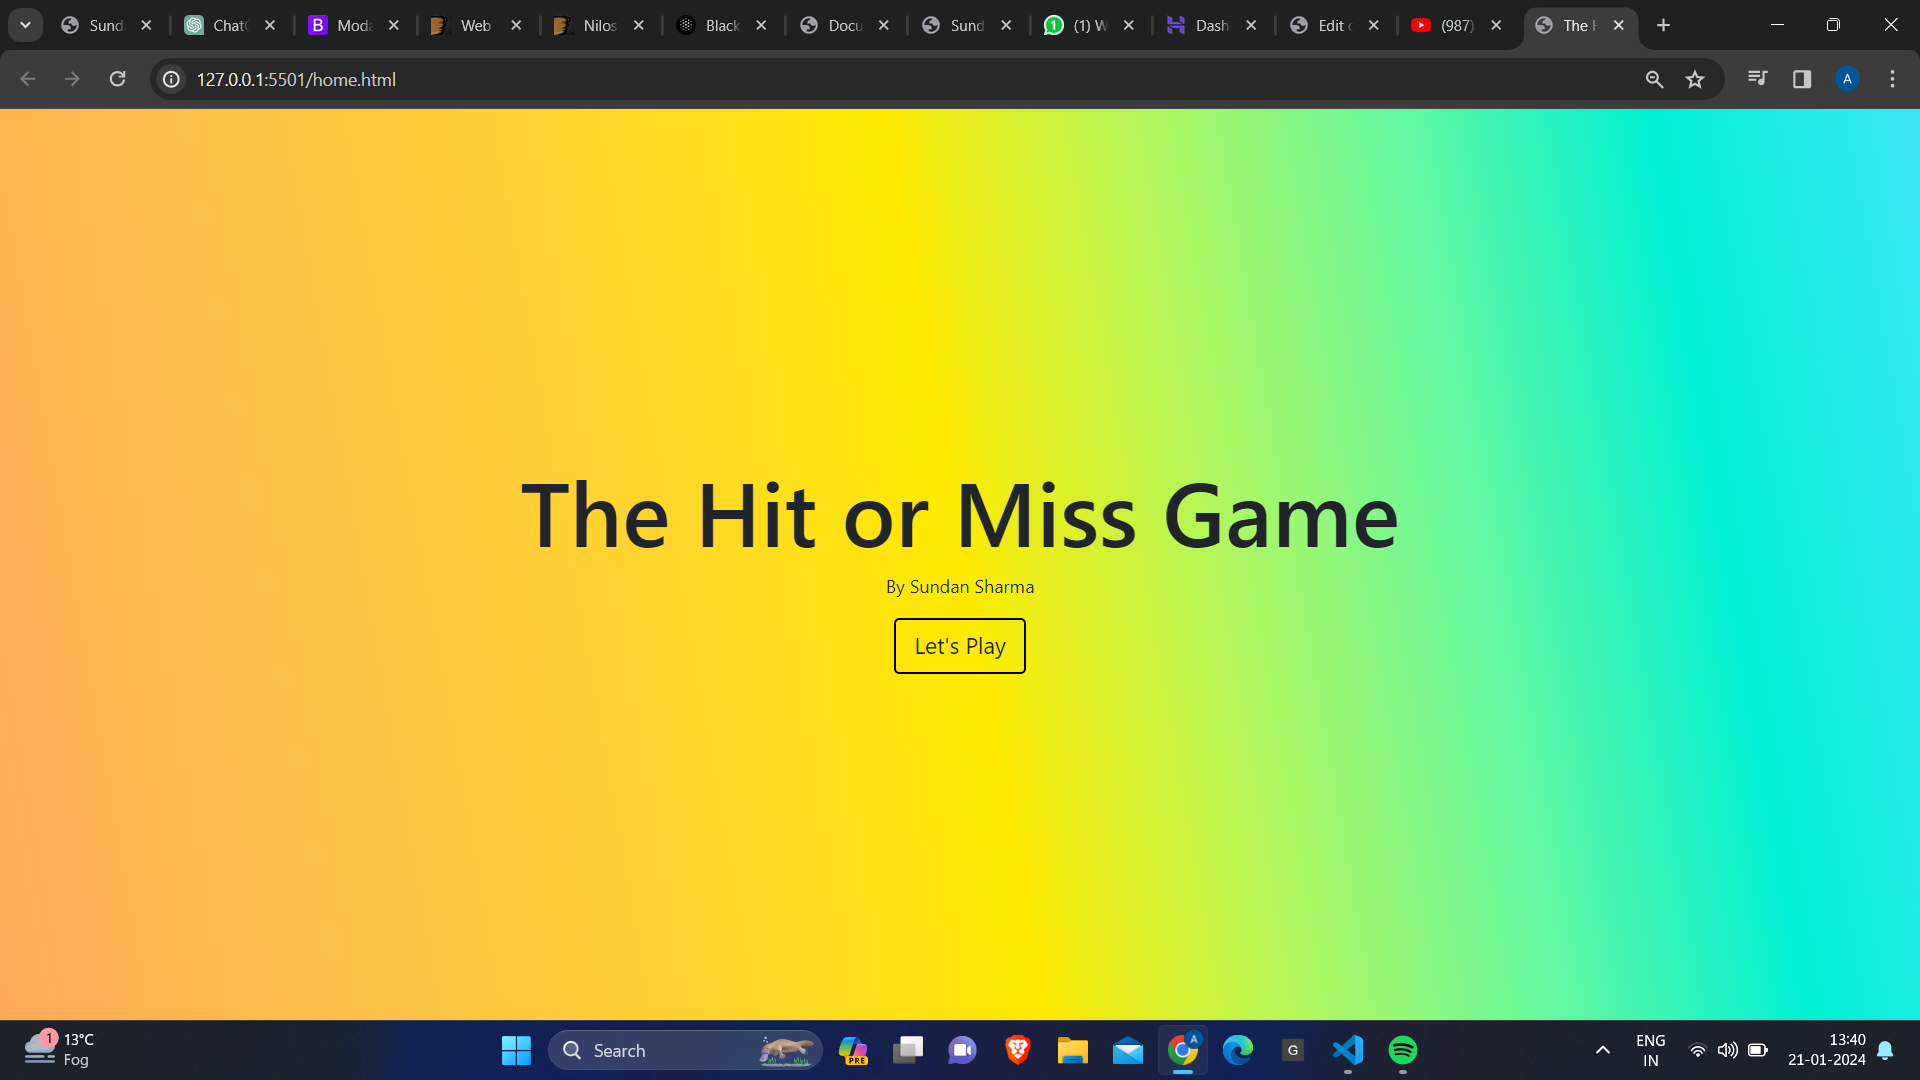 Sund
Chat
B
Moda
Web
Nilos
Black
Docu
Sund
1
(1) W
Dash
Edit
(987)
The H
127.0.0.1:5501/home.html
A
The Hit or Miss Game
By Sundan Sharma
Let's Play
1
13°C
Fog
Search
PRE
A
G
ENG
IN
13:40
21-01-2024